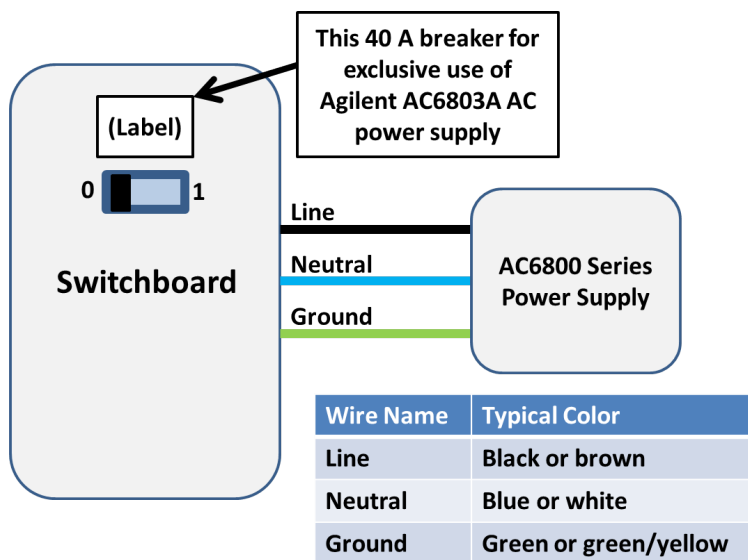 This 40 A breaker for
exclusive use of
Agilent AC6803A AC
power supply
(Label)
0 1
Switchboard
Line
Neutral
Ground
AC6800 Series
Power Supply
Wire Name Typical Color
Line Black or brown
Neutral Blue or white
Ground Green or green/yellow